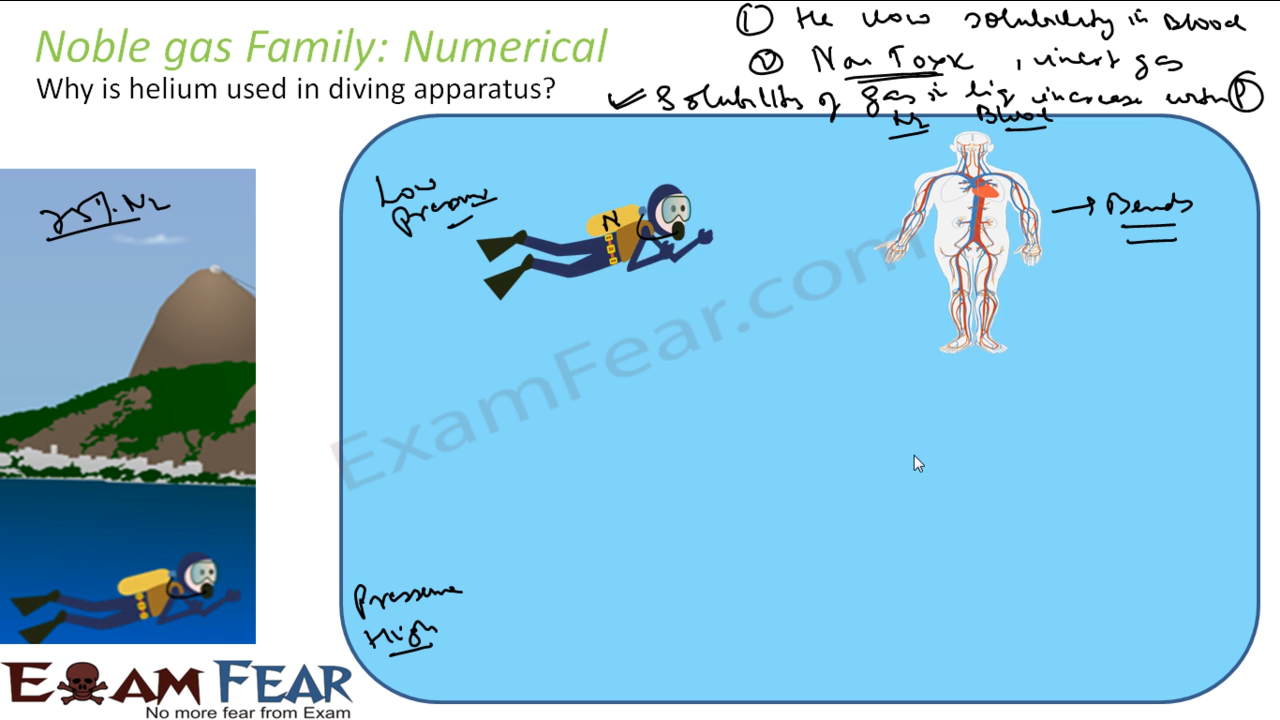 Noble gas Family: Numerical
Why is helium used in diving apparatus?
① He low solubility in Blood
② Non Toxic, inert gas
✓ Solubility of gas in liq increase with P
N₂ Blood
75% N₂
Low
Pressure
N
→ Bends
ExamFear.com
Pressure
High
EXAM FEAR
No more fear from Exam